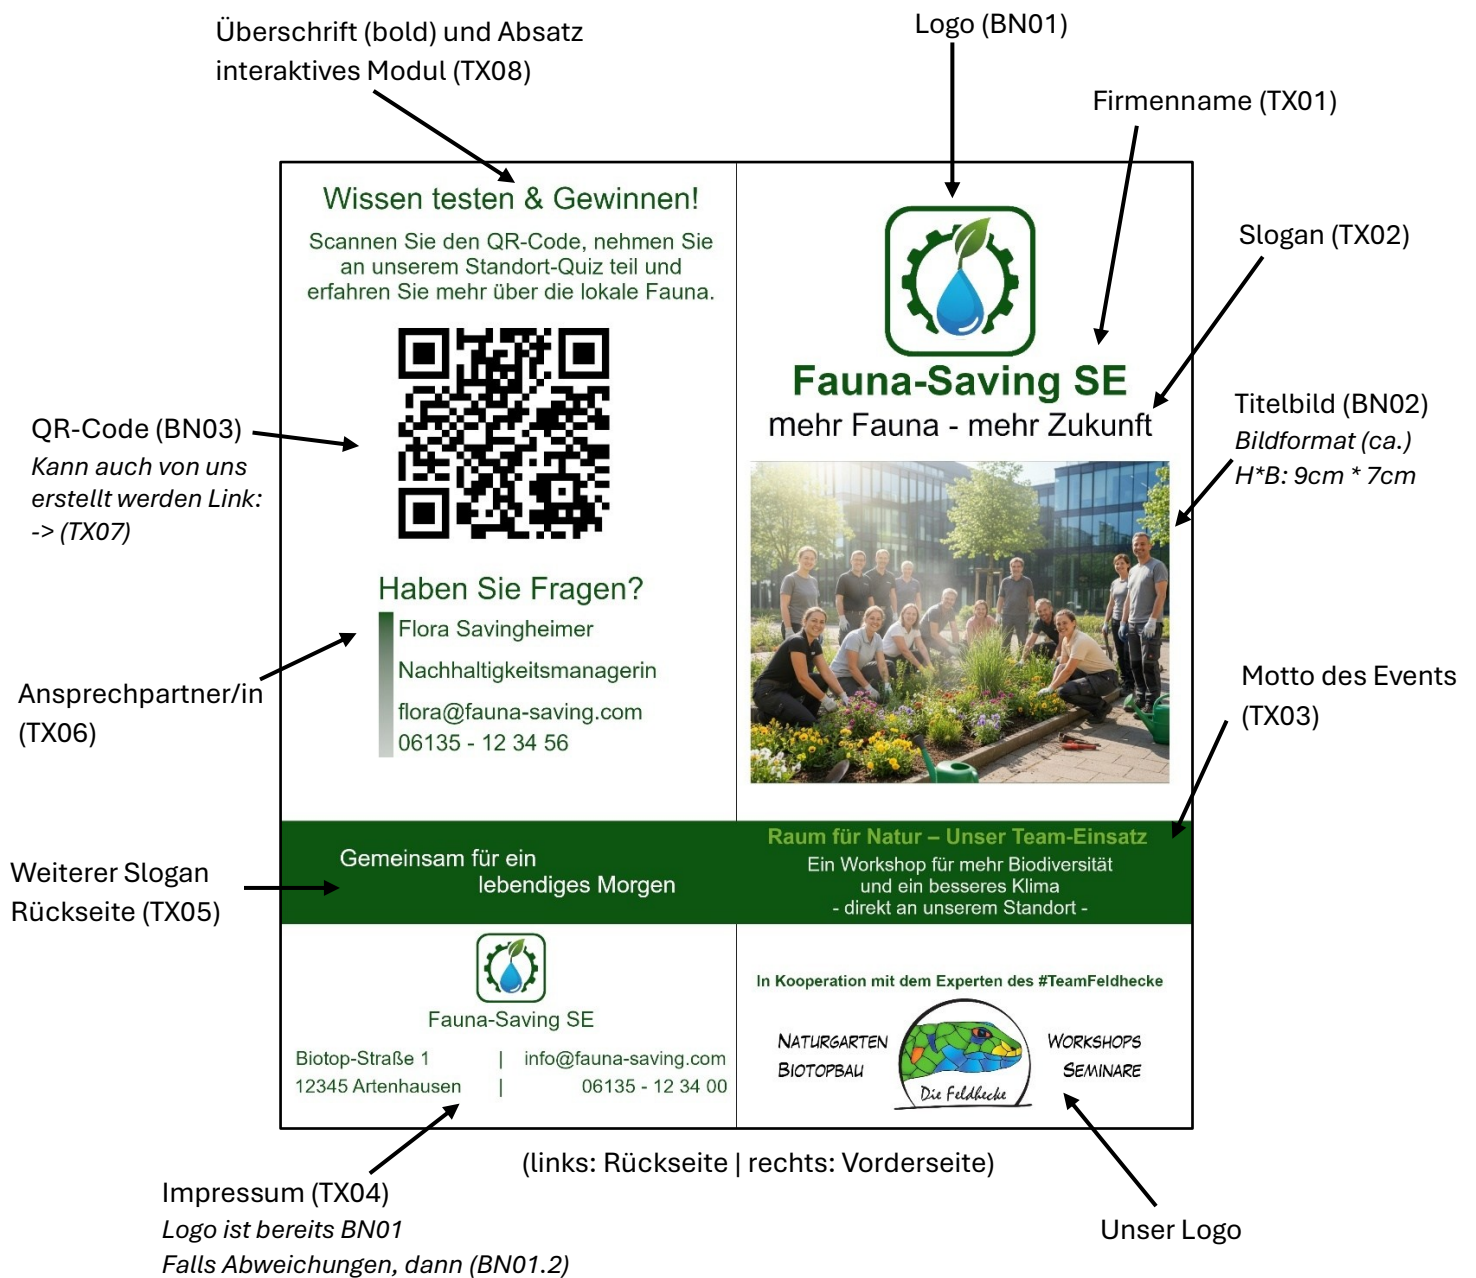 Überschrift (bold) und Absatz
interaktives Modul (TX08)
Logo (BN01)
Firmenname (TX01)
Slogan (TX02)
Titelbild (BN02)
Bildformat (ca.)
H*B: 9cm * 7cm
Motto des Events
(TX03)
QR-Code (BN03)
Kann auch von uns
erstellt werden Link:
-> (TX07)
Ansprechpartner/in
(TX06)
Weiterer Slogan
Rückseite (TX05)
Wissen testen & Gewinnen!
Scannen Sie den QR-Code, nehmen Sie
an unserem Standort-Quiz teil und
erfahren Sie mehr über die lokale Fauna.
Haben Sie Fragen?
Flora Savingheimer
Nachhaltigkeitsmanagerin
flora@fauna-saving.com
06135 - 12 34 56
Gemeinsam für ein
lebendiges Morgen
Fauna-Saving SE
Biotop-Straße 1 | info@fauna-saving.com
12345 Artenhausen | 06135 - 12 34 00
Fauna-Saving SE
mehr Fauna - mehr Zukunft
Raum für Natur – Unser Team-Einsatz
Ein Workshop für mehr Biodiversität
und ein besseres Klima
- direkt an unserem Standort -
In Kooperation mit dem Experten des #TeamFeldhecke
NATURGARTEN
BIOTOPBAU
Die Feldhecke
WORKSHOPS
SEMINARE
(links: Rückseite | rechts: Vorderseite)
Impressum (TX04)
Logo ist bereits BN01
Falls Abweichungen, dann (BN01.2)
Unser Logo